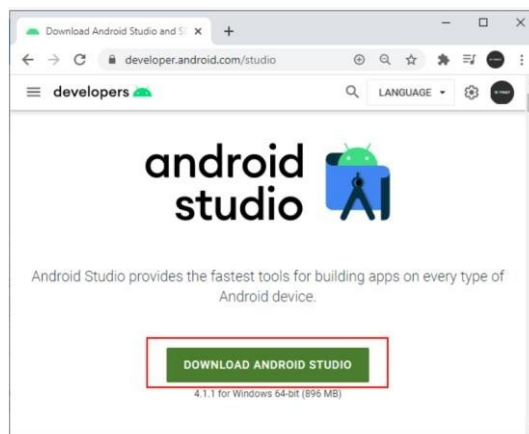 Download Android Studio and S
developer.android.com/studio
developers
LANGUAGE
android
studio
Android Studio provides the fastest tools for building apps on every type of
Android device.
DOWNLOAD ANDROID STUDIO
4.1.1 for Windows 64-bit (896 MB)